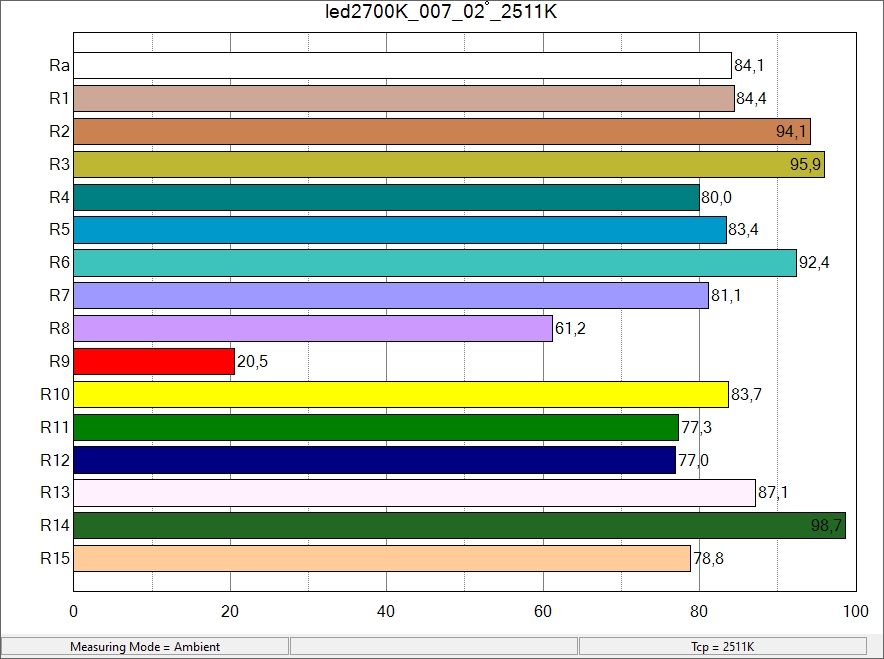 led2700K_007_02°_2511K
Ra 84,1
R1 84,4
R2 94,1
R3 95,9
R4 80,0
R5 83,4
R6 92,4
R7 81,1
R8 61,2
R9 20,5
R10 83,7
R11 77,3
R12 77,0
R13 87,1
R14 98,7
R15 78,8
0 20 40 60 80 100
Measuring Mode = Ambient Tcp = 2511K